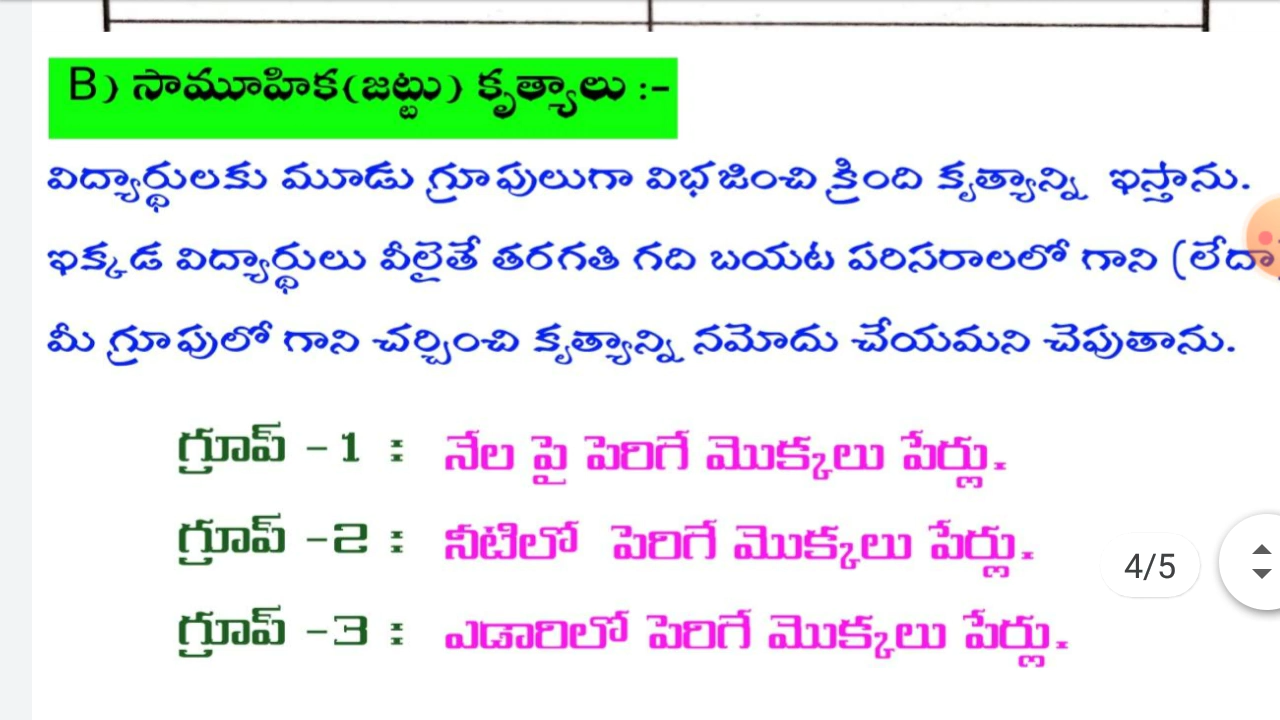 B) సామూహిక(జట్టు) కృత్యాలు :-
విద్యార్థులకు మూడు గ్రూపులుగా విభజించి క్రింది కృత్యాన్ని ఇస్తాను.
ఇక్కడ విద్యార్థులు వీలైతే తరగతి గది బయట పరిసరాలలో గాని (లేదా)
మీ గ్రూపులో గాని చర్చించి కృత్యాన్ని నమోదు చేయమని చెపుతాను.
గ్రూప్ -1 : నేల పై పెరిగే మొక్కలు పేర్లు.
గ్రూప్ -2 : నీటిలో పెరిగే మొక్కలు పేర్లు.
గ్రూప్ -3 : ఎడారిలో పెరిగే మొక్కలు పేర్లు.
4/5